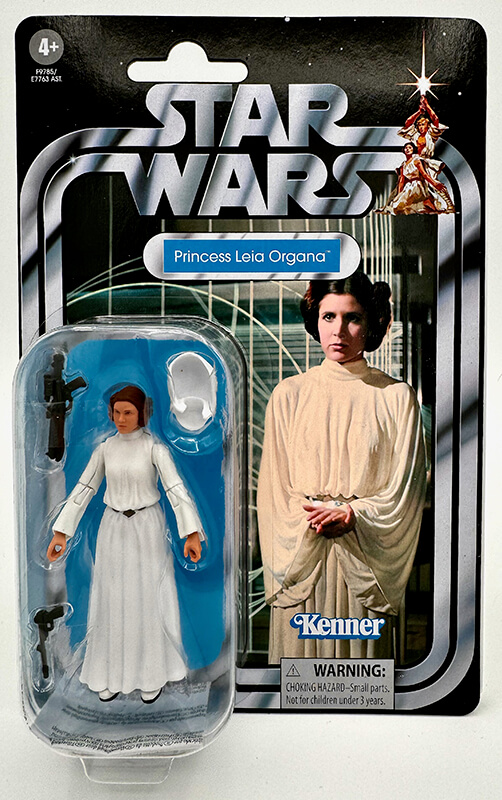 4+
F9785/
E7763 AST.
STAR
WARS
Princess Leia Organa™
Kenner
WARNING:
CHOKING HAZARD–Small parts.
Not for children under 3 years.